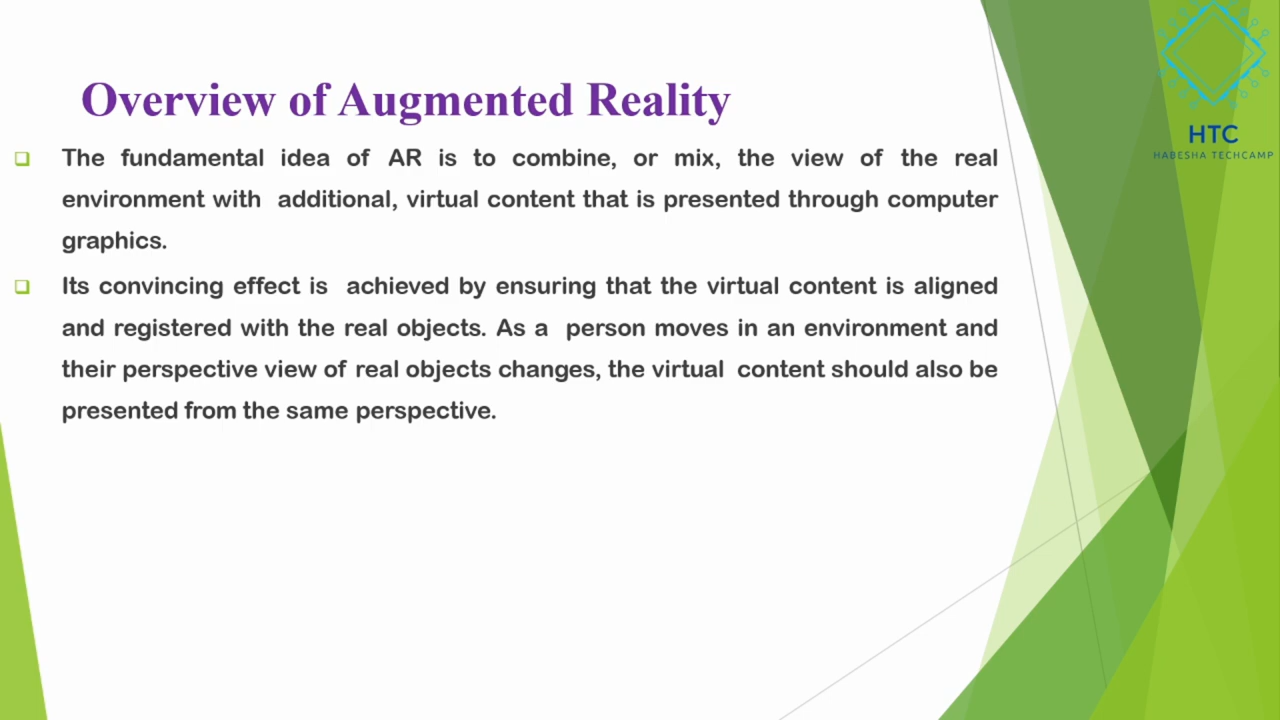 Overview of Augmented Reality
The fundamental idea of AR is to combine, or mix, the view of the real
environment with additional, virtual content that is presented through computer
graphics.
Its convincing effect is achieved by ensuring that the virtual content is aligned
and registered with the real objects. As a person moves in an environment and
their perspective view of real objects changes, the virtual content should also be
presented from the same perspective.
HTC
HABESHA TECHCAMP